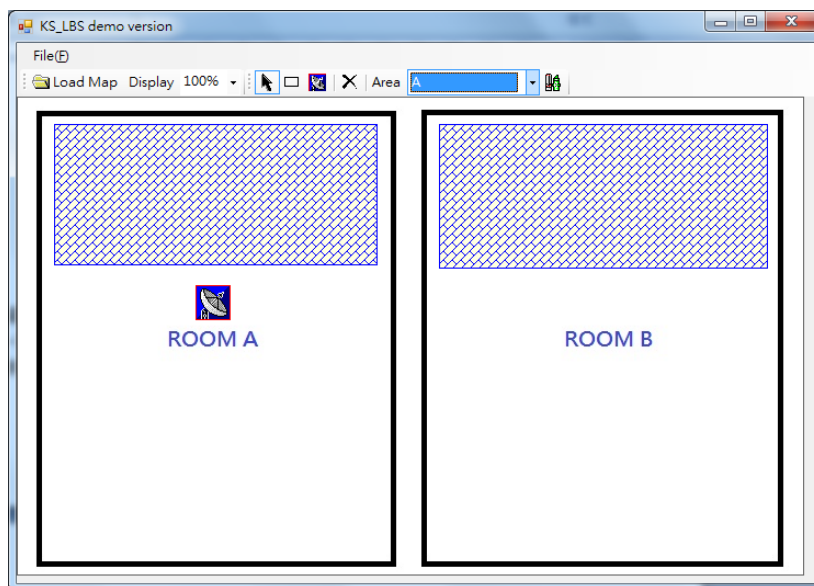 KS_LBS demo version
File(F)
Load Map Display 100% Area A
ROOM A ROOM B